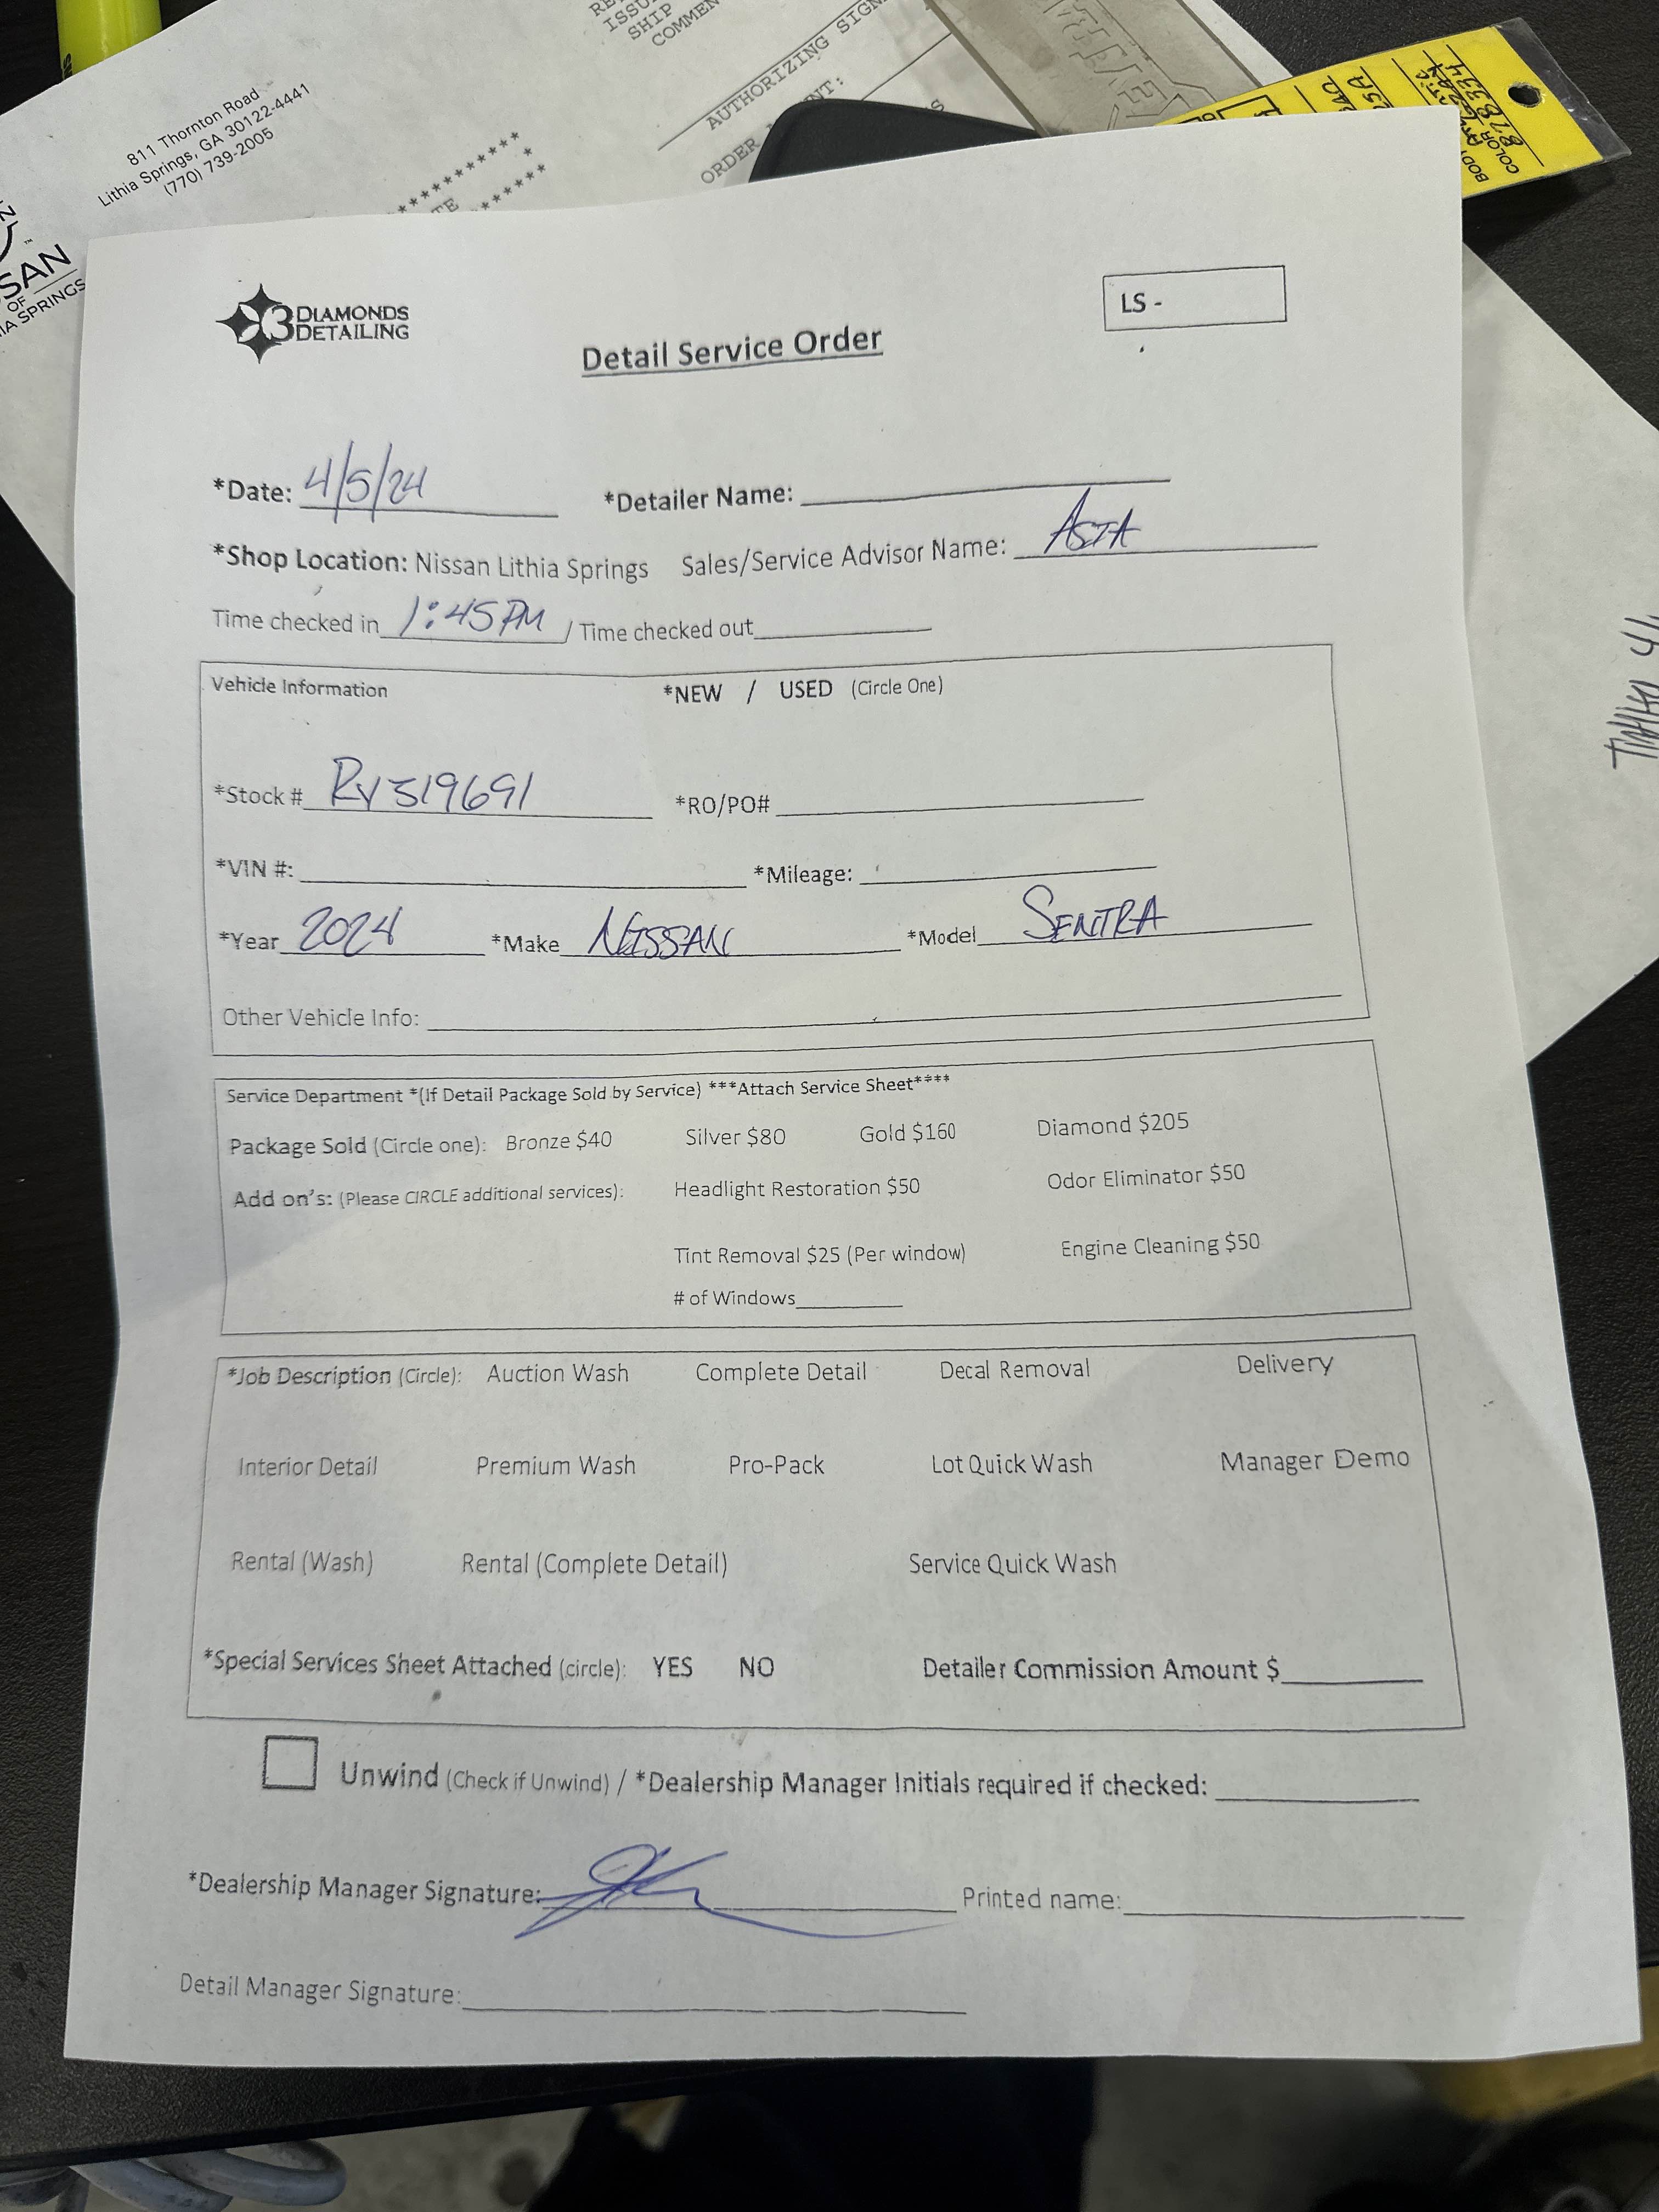 811 Thornton Road
Lithia Springs, GA 30122-4441
(770) 739-2005
SHIP
AUTHORIZING
ORDER
3 DIAMONDS
DETAILING
LS -
Detail Service Order
*Date: 4/5/24 *Detailer Name:
*Shop Location: Nissan Lithia Springs Sales/Service Advisor Name: ASIA
Time checked in 1:45PM / Time checked out
Vehicle Information *NEW / USED (Circle One)
*Stock # RY319691 *RO/PO#
*VIN #: *Mileage:
*Year 2024 *Make NISSAN *Model SENTRA
Other Vehicle Info:
Service Department *(If Detail Package Sold by Service) ***Attach Service Sheet****
Package Sold (Circle one): Bronze $40 Silver $80 Gold $160 Diamond $205
Add on's: (Please CIRCLE additional services): Headlight Restoration $50 Odor Eliminator $50
Tint Removal $25 (Per window) Engine Cleaning $50
# of Windows
*Job Description (Circle): Auction Wash Complete Detail Decal Removal Delivery
Interior Detail Premium Wash Pro-Pack Lot Quick Wash Manager Demo
Rental (Wash) Rental (Complete Detail) Service Quick Wash
*Special Services Sheet Attached (circle): YES NO Detailer Commission Amount $
Unwind (Check if Unwind) / *Dealership Manager Initials required if checked:
*Dealership Manager Signature: Printed name:
Detail Manager Signature: